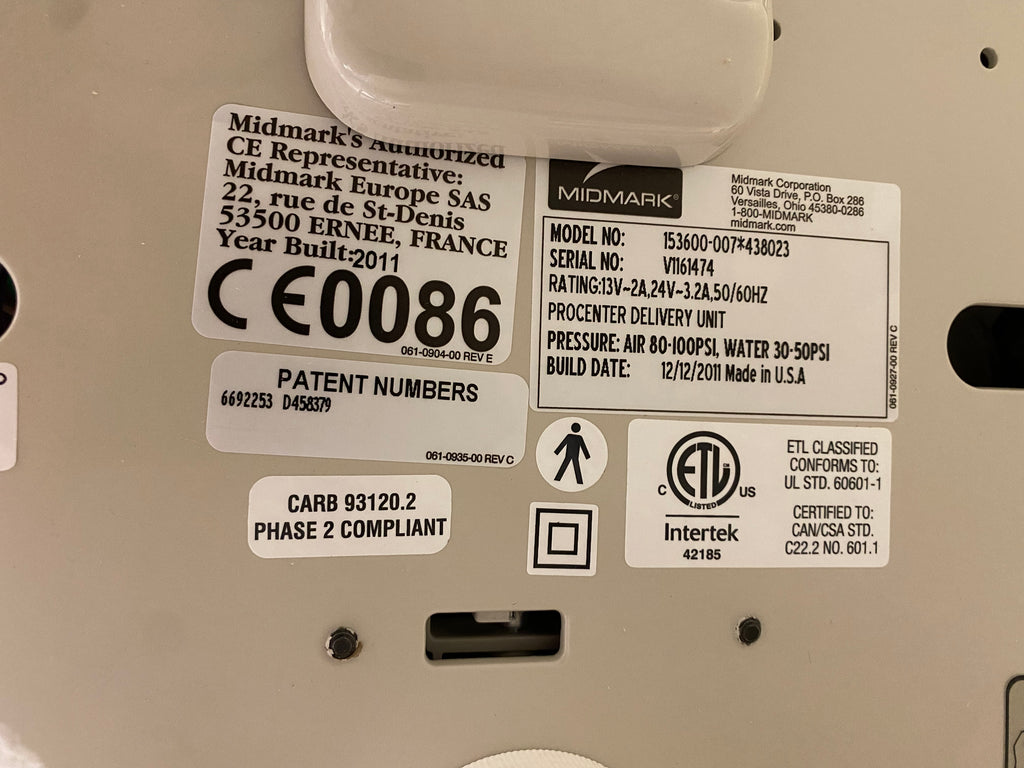 Midmark's Authorized
CE Representative:
Midmark Europe SAS
22, rue de St-Denis
53500 ERNEE, FRANCE
Year Built:2011
CE0086
061-0904-00 REV E
MIDMARK®
Midmark Corporation
60 Vista Drive, P.O. Box 286
Versailles, Ohio 45380-0286
1-800-MIDMARK
midmark.com
MODEL NO: 153600-007*438023
SERIAL NO: V1161474
RATING:13V~2A,24V~3.2A,50/60HZ
PROCENTER DELIVERY UNIT
PRESSURE: AIR 80-100PSI, WATER 30-50PSI
BUILD DATE: 12/12/2011 Made in U.S.A
061-0927-00 REV C
PATENT NUMBERS
6692253 D458379
061-0935-00 REV C
CARB 93120.2
PHASE 2 COMPLIANT
ETL
C US
LISTED
Intertek
42185
ETL CLASSIFIED
CONFORMS TO:
UL STD. 60601-1
CERTIFIED TO:
CAN/CSA STD.
C22.2 NO. 601.1